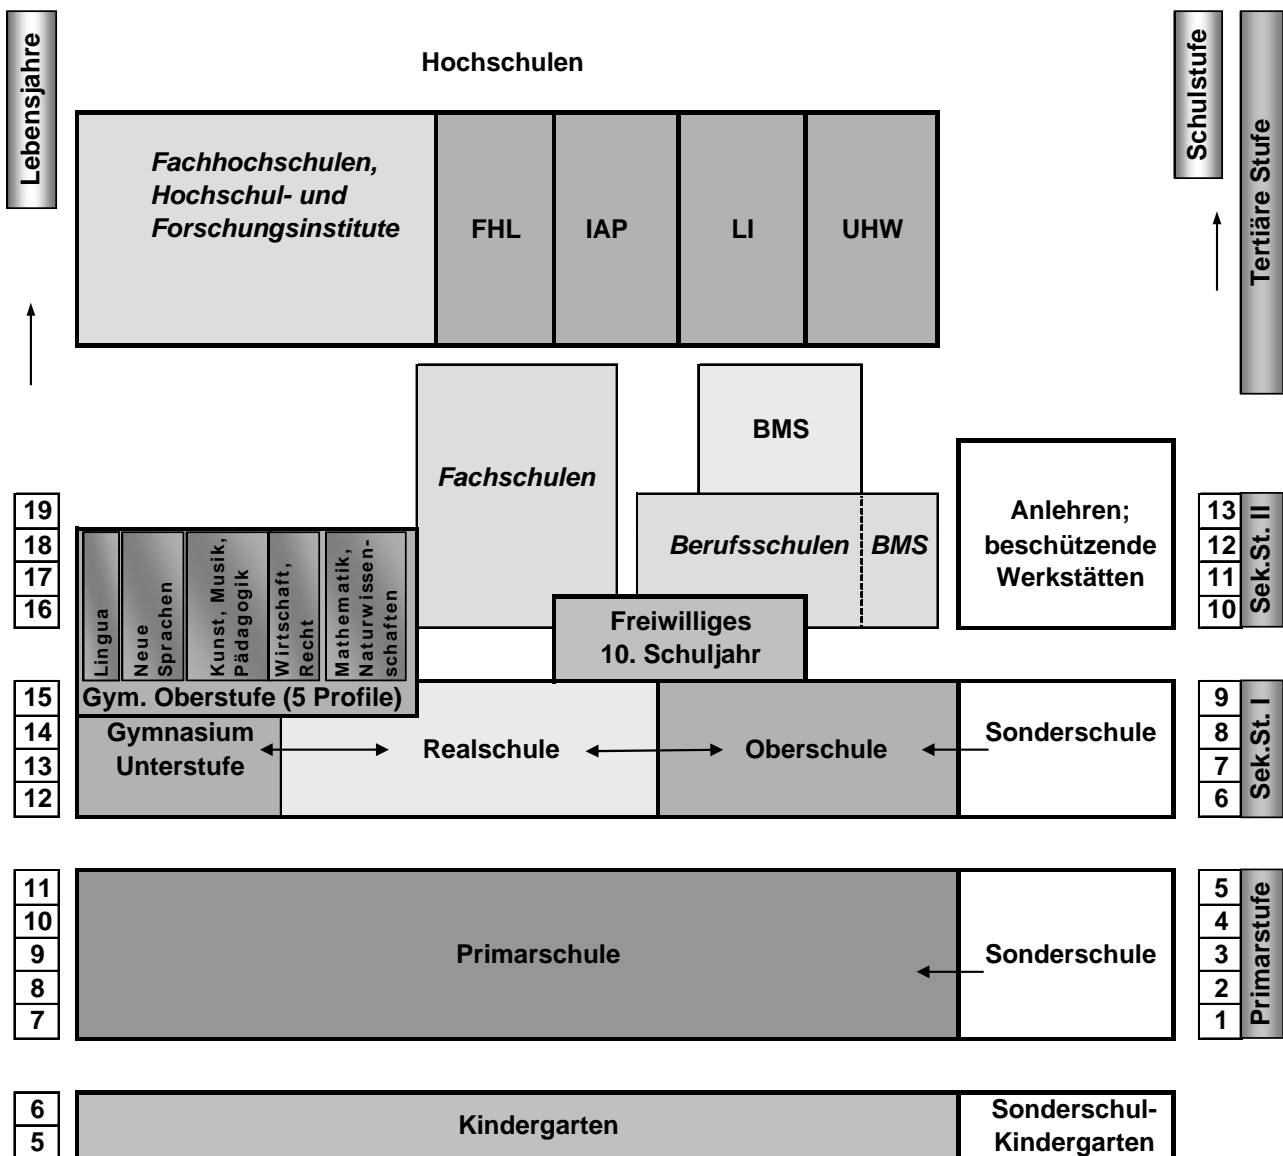 Lebensjahre
Hochschulen
Schulstufe
Tertiäre Stufe
Fachhochschulen,
Hochschul- und
Forschungsinstitute
FHL
IAP
LI
UHW
BMS
Fachschulen
19
18
17
16
Berufsschulen
BMS
Anlehren;
beschützende
Werkstätten
13
12
11
10
Sek.St. II
Lingua
Neue
Sprachen
Kunst, Musik,
Pädagogik
Wirtschaft,
Recht
Mathematik,
Naturwissen-
schaften
Gym. Oberstufe (5 Profile)
Freiwilliges
10. Schuljahr
15
14
13
12
Gymnasium
Unterstufe
Realschule
Oberschule
Sonderschule
9
8
7
6
Sek.St. I
11
10
9
8
7
Primarschule
Sonderschule
5
4
3
2
1
Primarstufe
6
5
Kindergarten
Sonderschul-
Kindergarten